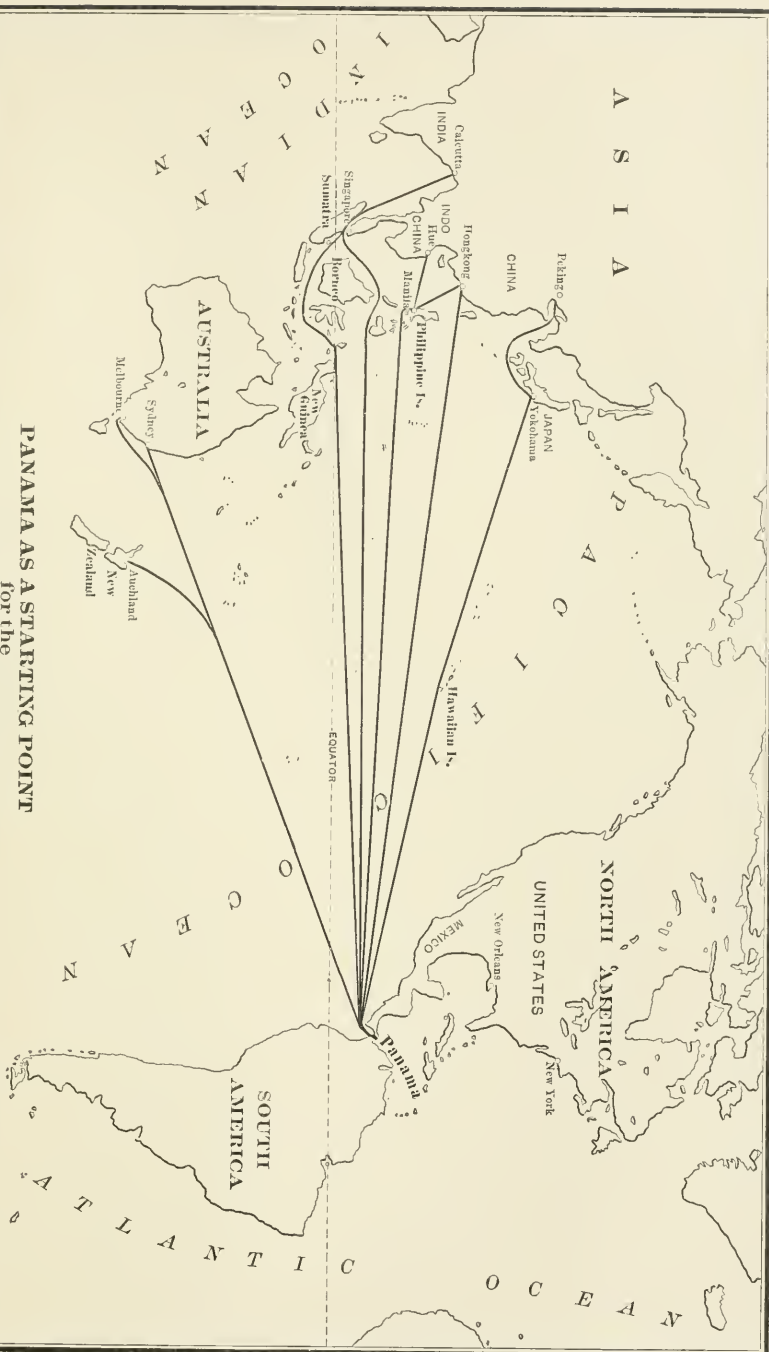 ASIA
NORTH AMERICA
UNITED STATES
Peking
CHINA
JAPAN
Yokohama
Hongkong
INDO
CHINA
Hue
Calcutta
INDIA
Manila
Philippine Is.
Hawaiian Is.
New Orleans
New York
MEXICO
Panama
Singapore
Sumatra
Borneo
New
Guinea
EQUATOR
PACIFIC OCEAN
INDIAN
OCEAN
AUSTRALIA
Sydney
Melbourne
Auchland
New
Zealand
SOUTH
AMERICA
ATLANTIC OCEAN
PANAMA AS A STARTING POINT
for the